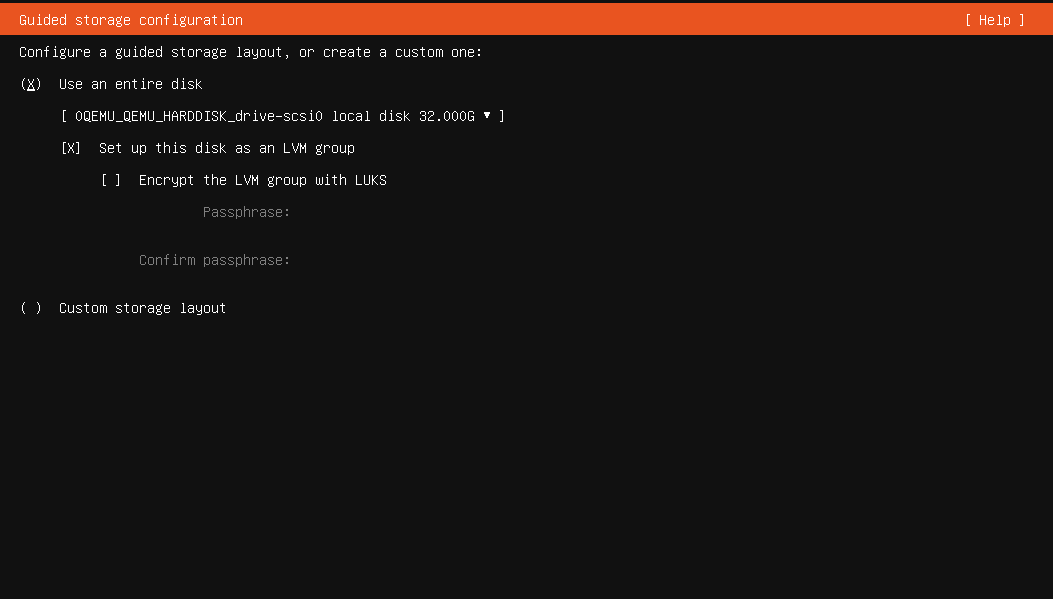 Guided storage configuration [ Help ]
Configure a guided storage layout, or create a custom one:
(X) Use an entire disk
[ 0QEMU_QEMU_HARDDISK_drive-scsi0 local disk 32.000G ▾ ]
[X] Set up this disk as an LVM group
[ ] Encrypt the LVM group with LUKS
Passphrase:
Confirm passphrase:
( ) Custom storage layout